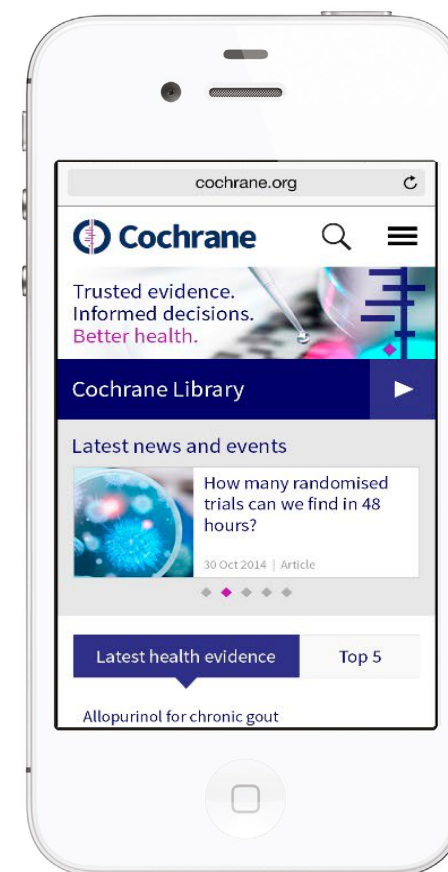 cochrane.org
Cochrane
Trusted evidence.
Informed decisions.
Better health.
Cochrane Library
Latest news and events
How many randomised
trials can we find in 48
hours?
30 Oct 2014 | Article
Latest health evidence
Top 5
Allopurinol for chronic gout